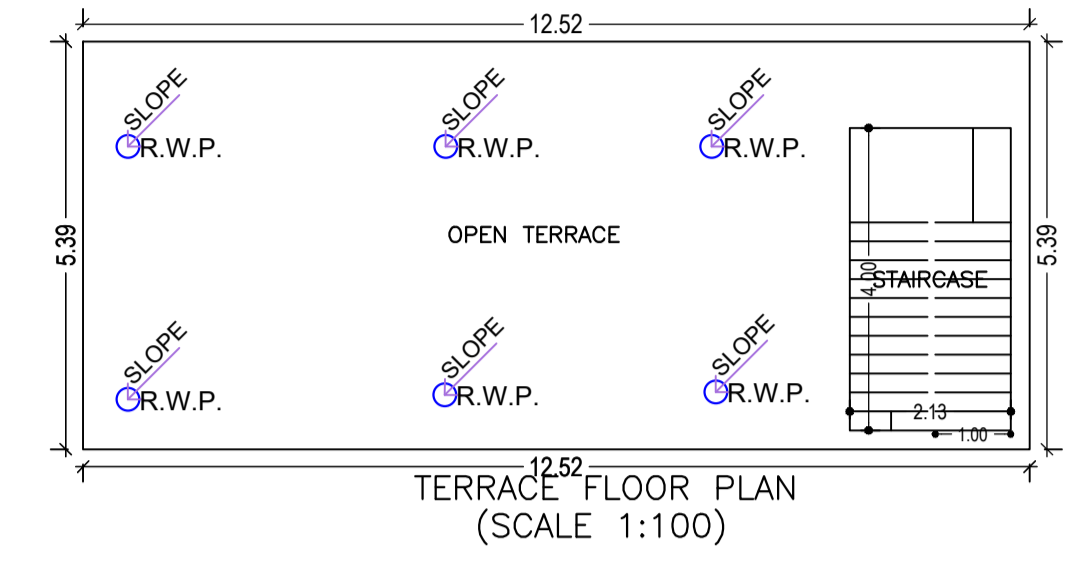 12.52
SLOPE
R.W.P.
SLOPE
R.W.P.
SLOPE
R.W.P.
5.39
OPEN TERRACE
5.39
4.00
STAIRCASE
SLOPE
R.W.P.
SLOPE
R.W.P.
SLOPE
R.W.P.
2.13
1.00
12.52
TERRACE FLOOR PLAN
(SCALE 1:100)